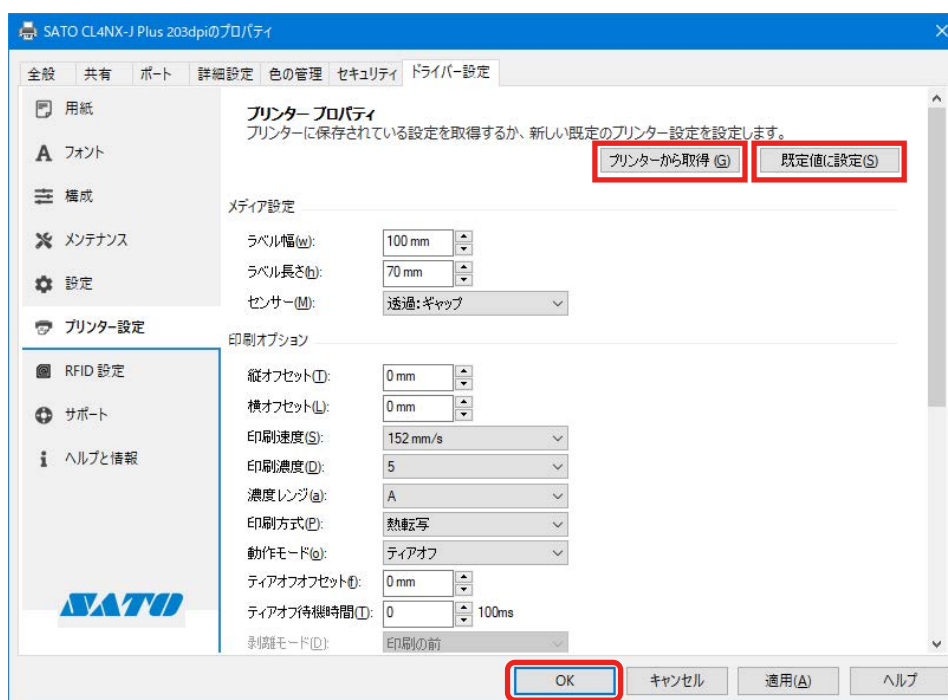 SATO CL4NX-J Plus 203dpiのプロパティ
全般 共有 ポート 詳細設定 色の管理 セキュリティ ドライバー設定
用紙
フォント
構成
メンテナンス
設定
プリンター設定
RFID 設定
サポート
ヘルプと情報
SATO
プリンター プロパティ
プリンターに保存されている設定を取得するか、新しい既定のプリンター設定を設定します。
プリンターから取得 (G) 既定値に設定(S)
メディア設定
ラベル幅(w): 100 mm
ラベル長さ(h): 70 mm
センサー(M): 透過:ギャップ
印刷オプション
縦オフセット(T): 0 mm
横オフセット(L): 0 mm
印刷速度(S): 152 mm/s
印刷濃度(D): 5
濃度レンジ(a): A
印刷方式(P): 熱転写
動作モード(o): ティアオフ
ティアオフオフセット(f): 0 mm
ティアオフ待機時間(T): 0 100ms
剥離モード(D): 印刷の前
OK キャンセル 適用(A) ヘルプ